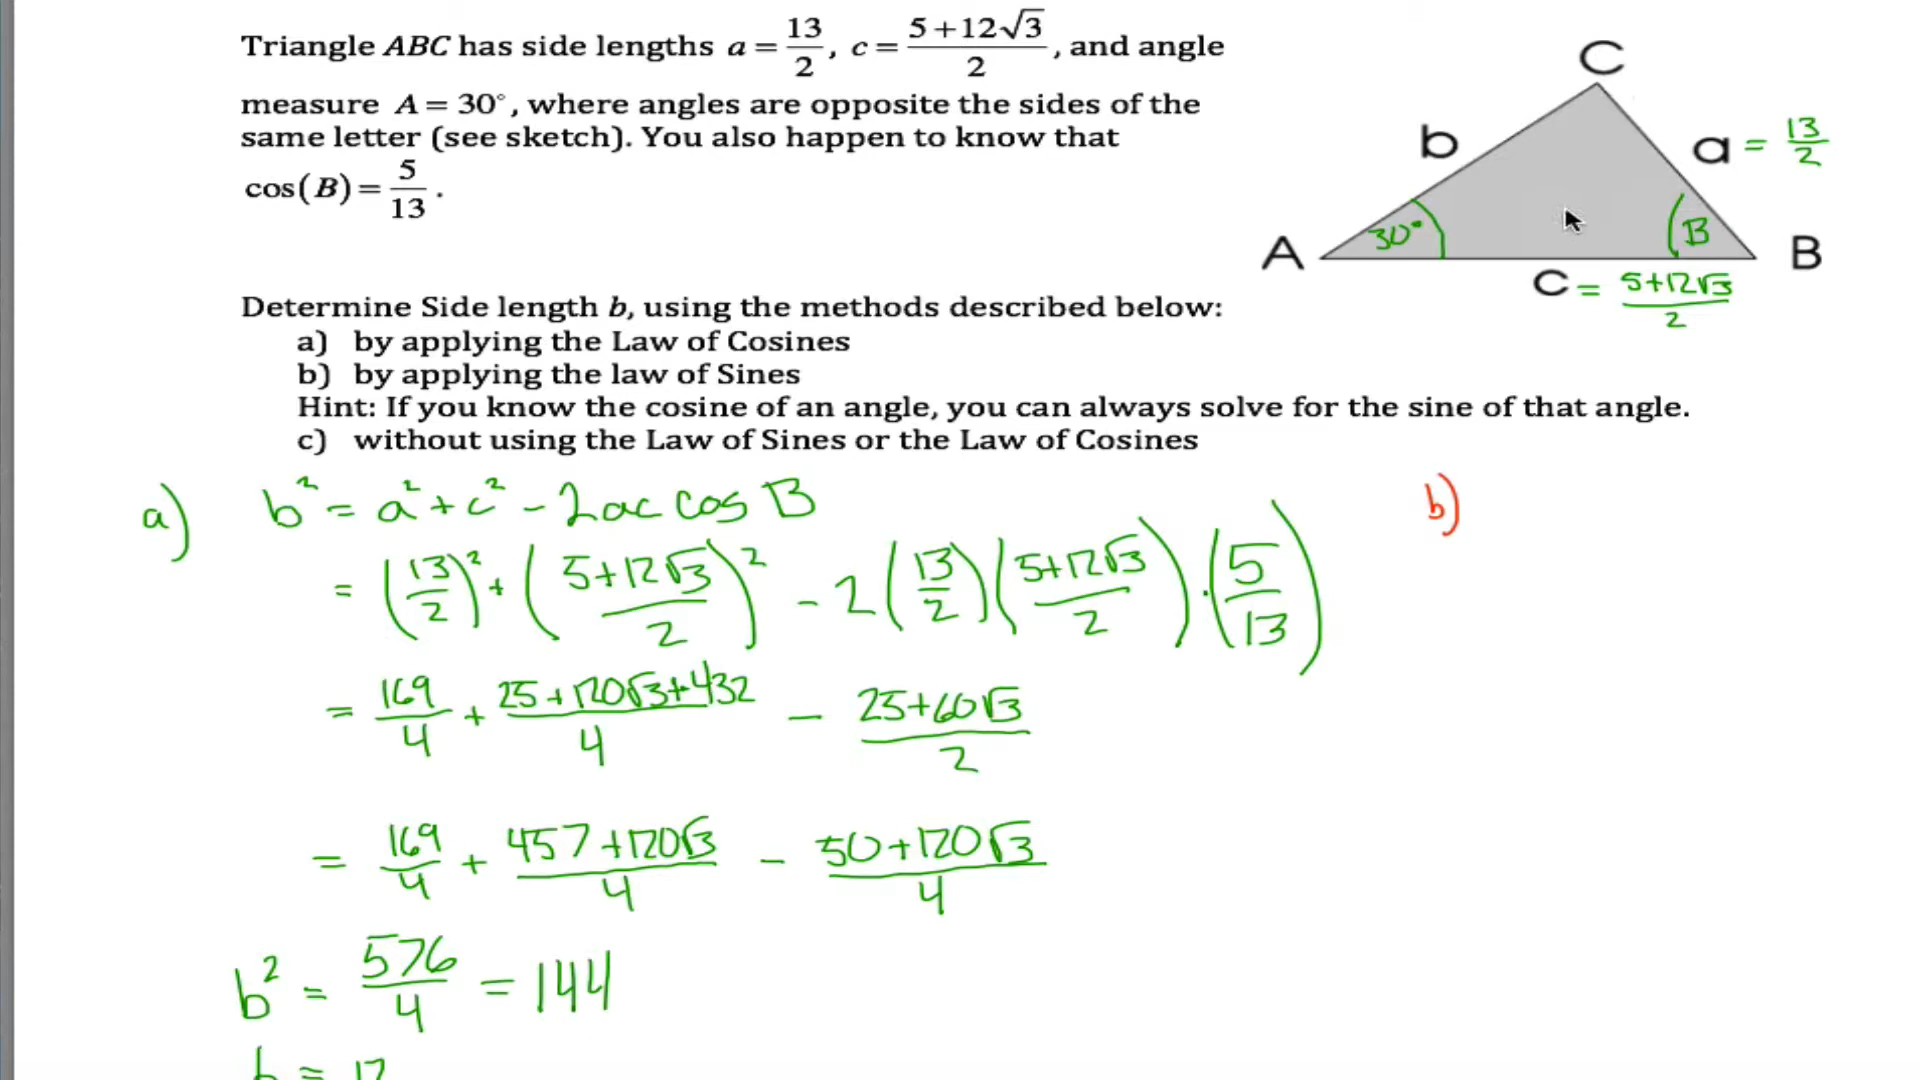 Triangle ABC has side lengths a = 13/2, c = (5+12√3)/2, and angle
measure A = 30°, where angles are opposite the sides of the
same letter (see sketch). You also happen to know that
cos(B) = 5/13.
C
b
a = 13/2
30°
B
A
B
C = (5+12√3)/2
Determine Side length b, using the methods described below:
a) by applying the Law of Cosines
b) by applying the law of Sines
Hint: If you know the cosine of an angle, you can always solve for the sine of that angle.
c) without using the Law of Sines or the Law of Cosines
a) b² = a² + c² - 2ac cos B
= (13/2)² + ((5+12√3)/2)² - 2(13/2)((5+12√3)/2)·(5/13)
= 169/4 + (25+120√3+432)/4 - (25+60√3)/2
= 169/4 + (457+120√3)/4 - (50+120√3)/4
b² = 576/4 = 144
b = 12
b)